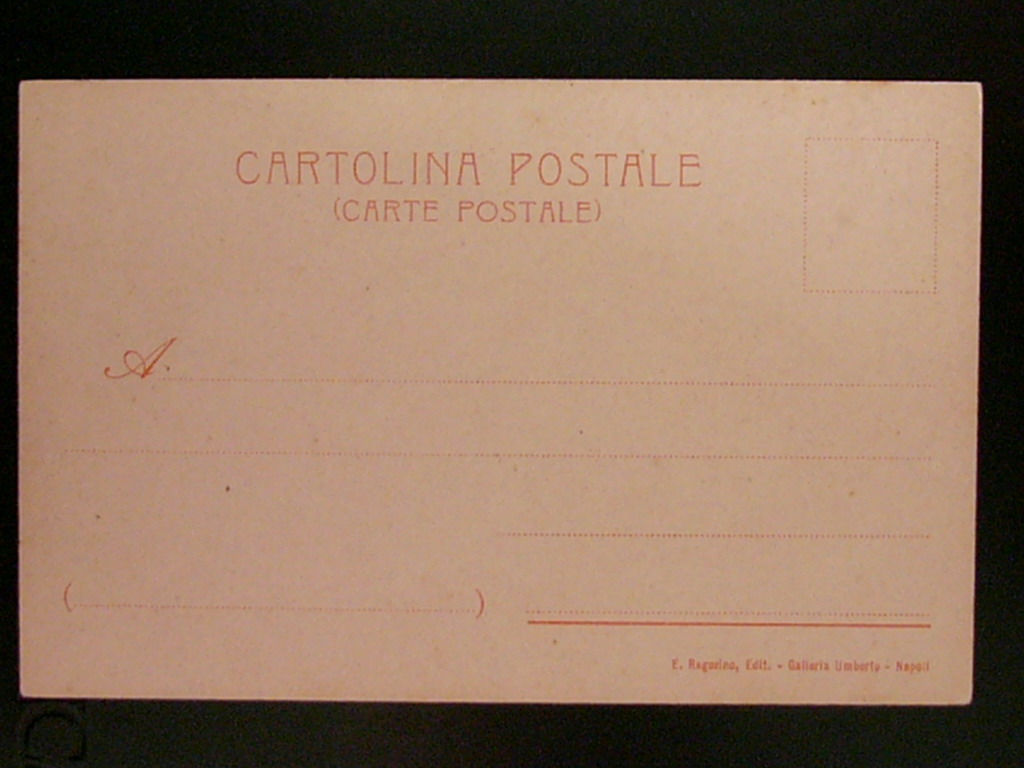 CARTOLINA POSTALE
(CARTE POSTALE)
A.
( )
E. Ragozino, Edit. - Galleria Umberto - Napoli